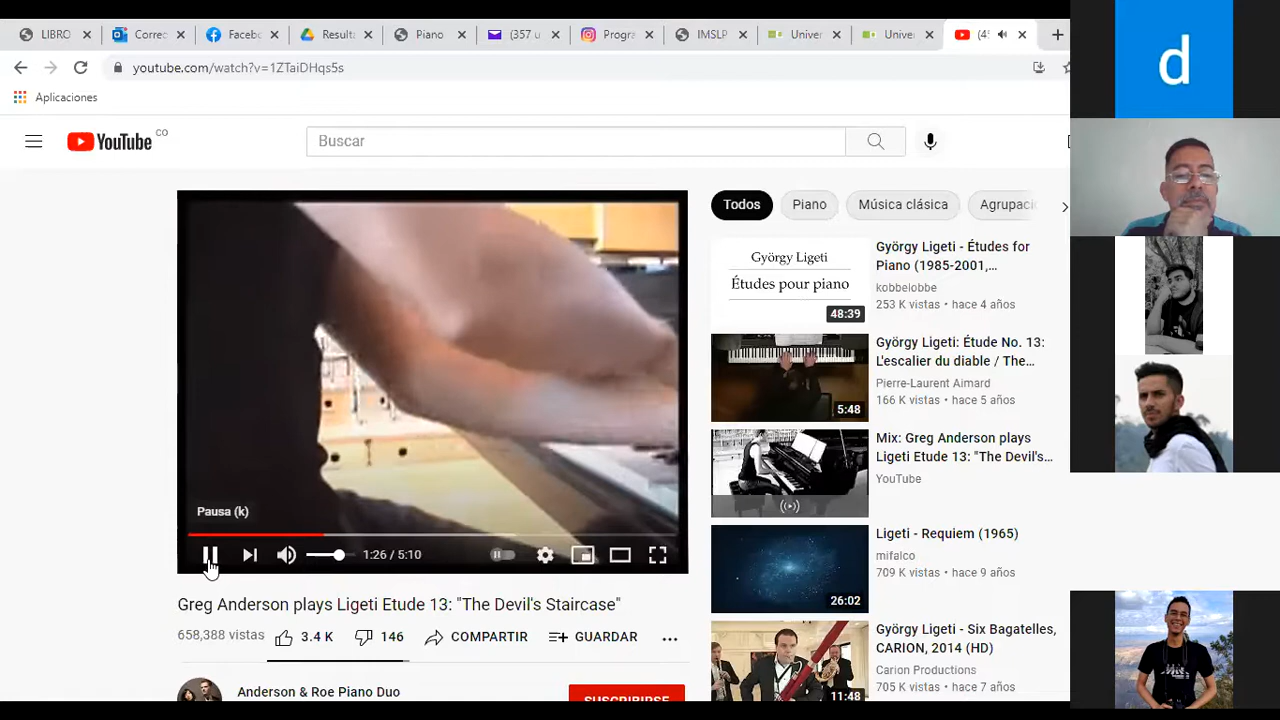 LIBRO
Correo
Faceb
Result
Piano
(357 u
Progra
IMSLP
Univer
Univer
youtube.com/watch?v=1ZTaiDHqs5s
Aplicaciones
YouTube CO
Buscar
Todos
Piano
Música clásica
Agrupaci
György Ligeti
Études pour piano
48:39
György Ligeti - Études for
Piano (1985-2001,...
kobbelobbe
253 K vistas • hace 4 años
György Ligeti: Étude No. 13:
L'escalier du diable / The...
Pierre-Laurent Aimard
166 K vistas • hace 5 años
5:48
Mix: Greg Anderson plays
Ligeti Etude 13: "The Devil's...
YouTube
Ligeti - Requiem (1965)
mifalco
709 K vistas • hace 9 años
26:02
György Ligeti - Six Bagatelles,
CARION, 2014 (HD)
Carion Productions
705 K vistas • hace 7 años
11:48
Pausa (k)
1:26 / 5:10
Greg Anderson plays Ligeti Etude 13: "The Devil's Staircase"
658,388 vistas
3.4 K
146
COMPARTIR
GUARDAR
Anderson & Roe Piano Duo
SUSCRIBIRSE
d